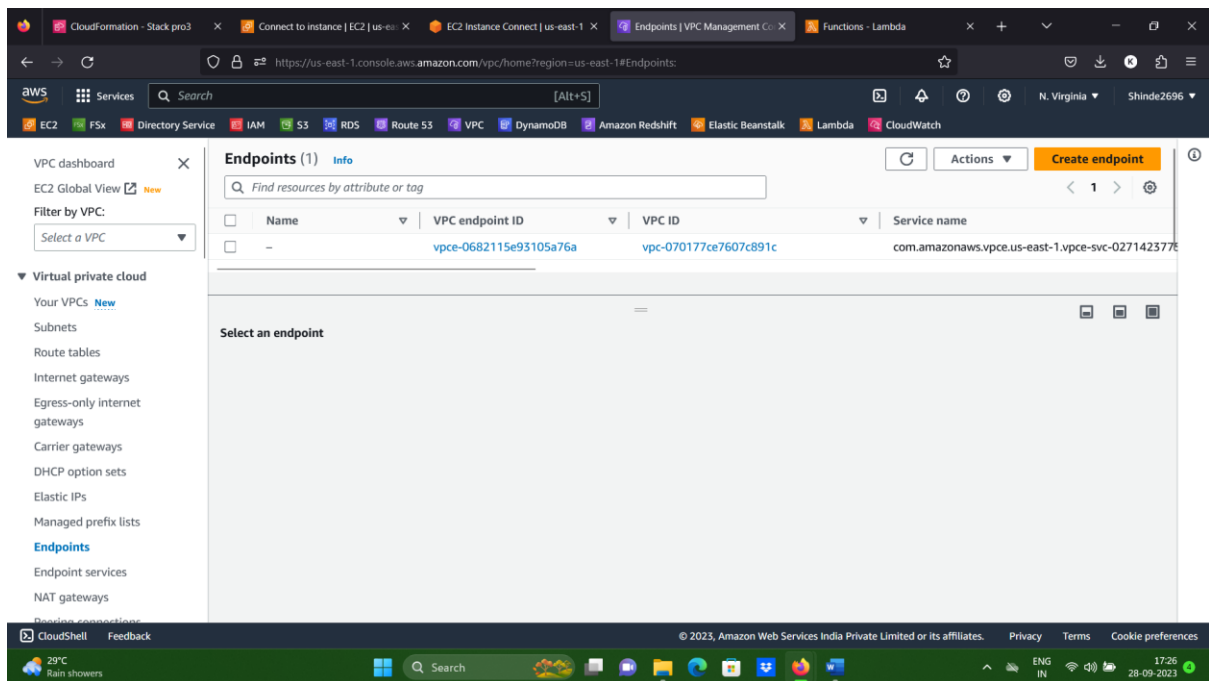 CloudFormation - Stack pro3
Connect to instance | EC2 | us-ea
EC2 Instance Connect | us-east-1
Endpoints | VPC Management Co
Functions - Lambda
https://us-east-1.console.aws.amazon.com/vpc/home?region=us-east-1#Endpoints:
K
aws
Services
Search
[Alt+S]
N. Virginia
Shinde2696
EC2 FSx Directory Service IAM S3 RDS Route 53 VPC DynamoDB Amazon Redshift Elastic Beanstalk Lambda CloudWatch
VPC dashboard
EC2 Global View New
Filter by VPC:
Select a VPC
Virtual private cloud
Your VPCs New
Subnets
Route tables
Internet gateways
Egress-only internet
gateways
Carrier gateways
DHCP option sets
Elastic IPs
Managed prefix lists
Endpoints
Endpoint services
NAT gateways
Peering connections
Endpoints (1) Info
Actions
Create endpoint
Find resources by attribute or tag
1
Name VPC endpoint ID VPC ID Service name
– vpce-0682115e93105a76a vpc-070177ce7607c891c com.amazonaws.vpce.us-east-1.vpce-svc-027142377
Select an endpoint
CloudShell Feedback
© 2023, Amazon Web Services India Private Limited or its affiliates. Privacy Terms Cookie preferences
29°C
Rain showers
Search
ENG
IN
17:26
28-09-2023
4